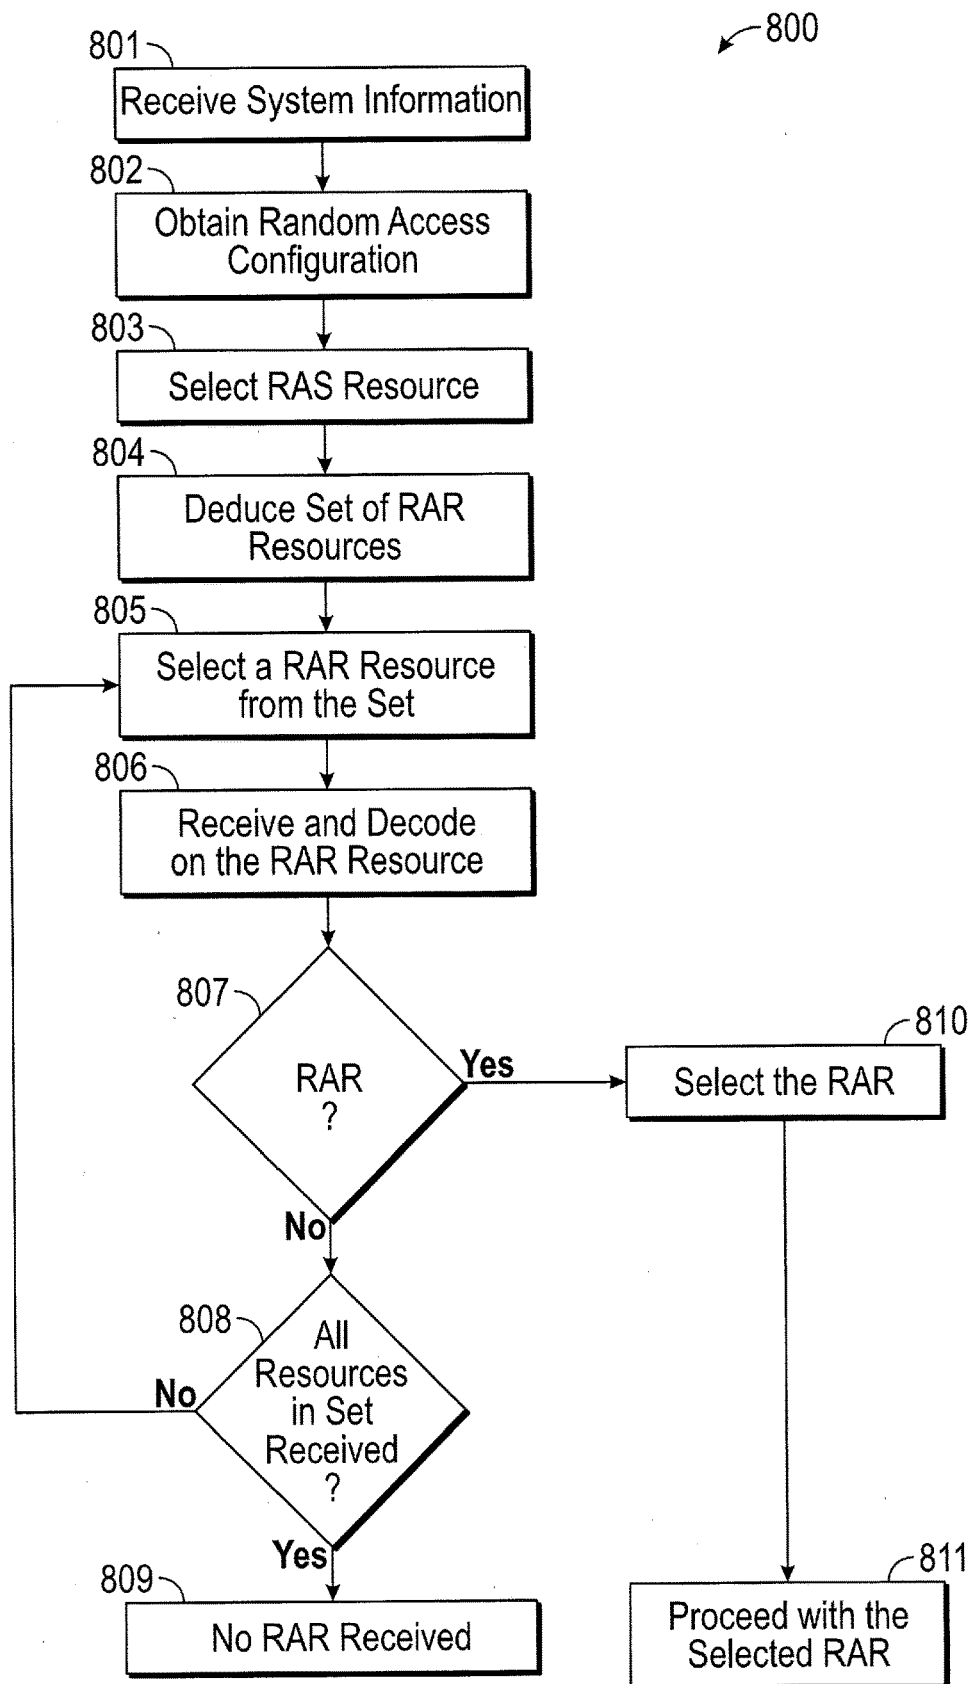 800
801
Receive System Information
802
Obtain Random Access
Configuration
803
Select RAS Resource
804
Deduce Set of RAR
Resources
805
Select a RAR Resource
from the Set
806
Receive and Decode
on the RAR Resource
807
RAR
?
Yes
810
Select the RAR
No
808
All
Resources
in Set
Received
?
No
Yes
809
No RAR Received
811
Proceed with the
Selected RAR